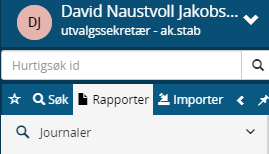 DJ
David Naustvoll Jakobs...
utvalgssekretær - ak.stab
Hurtigsøk id
Søk Rapporter Importer
Journaler